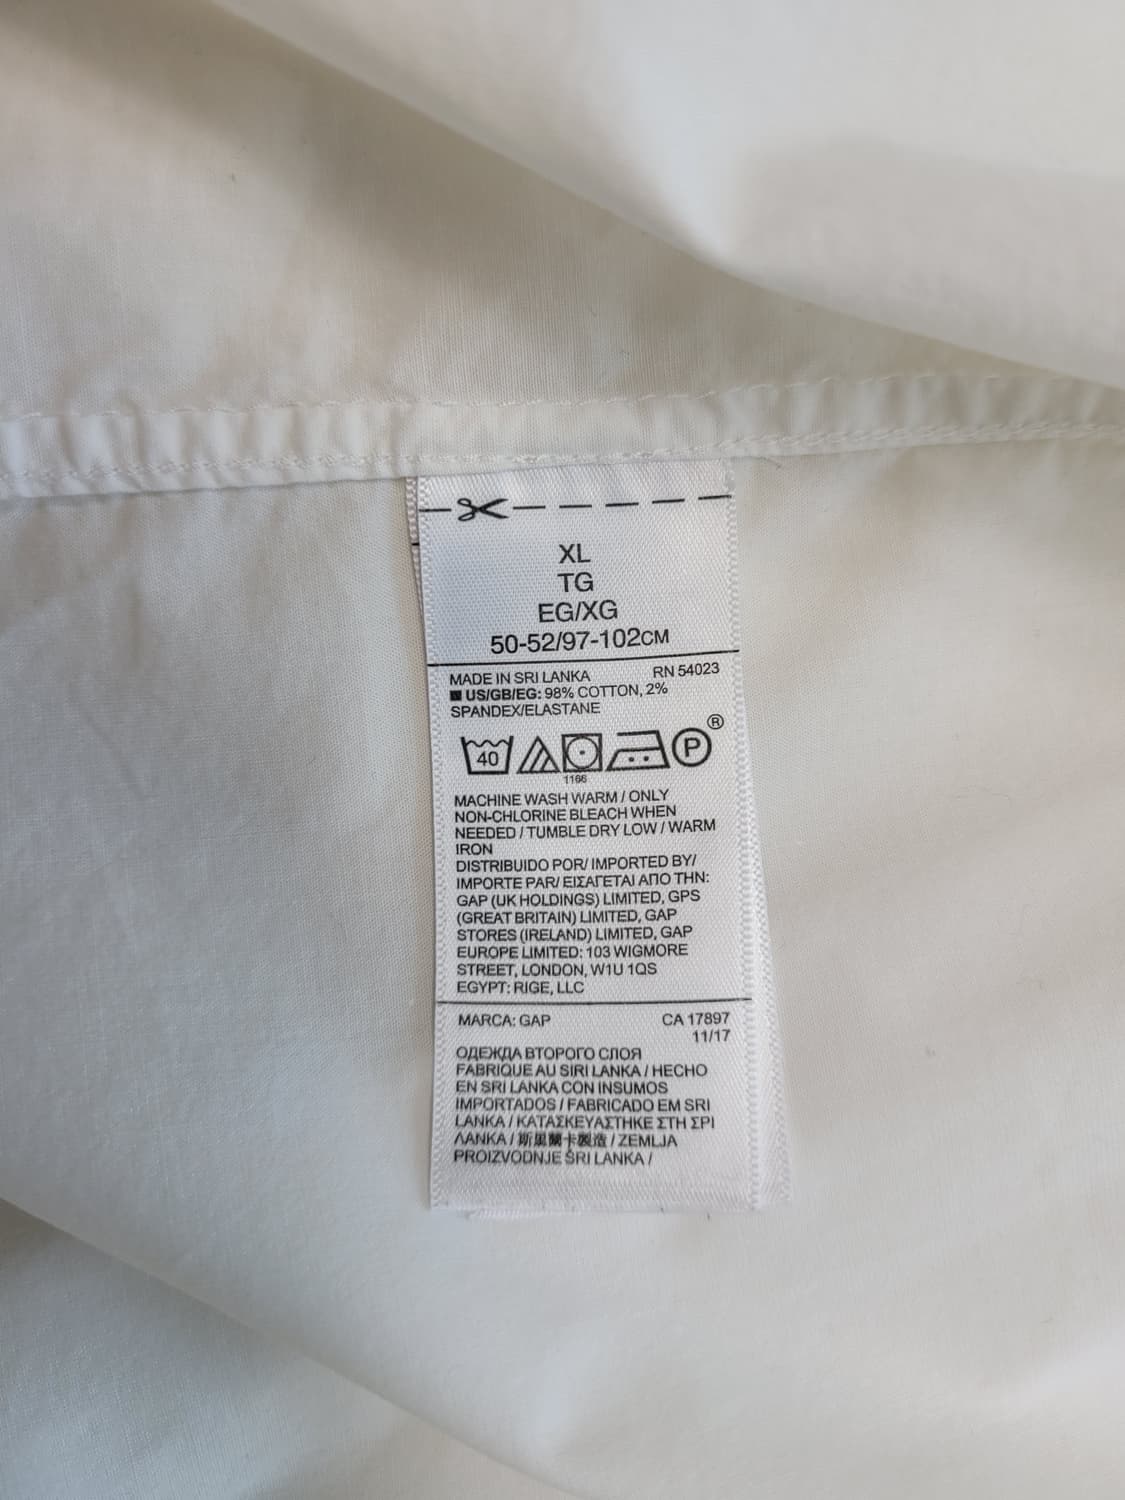 XL
TG
EG/XG
50-52/97-102CM
MADE IN SRI LANKA RN 54023
US/GB/EG: 98% COTTON, 2%
SPANDEX/ELASTANE
40 P ®
1166
MACHINE WASH WARM / ONLY
NON-CHLORINE BLEACH WHEN
NEEDED / TUMBLE DRY LOW / WARM
IRON
DISTRIBUIDO POR/ IMPORTED BY/
IMPORTE PAR/ ΕΙΣΑΓΕΤΑΙ ΑΠΟ ΤΗΝ:
GAP (UK HOLDINGS) LIMITED, GPS
(GREAT BRITAIN) LIMITED, GAP
STORES (IRELAND) LIMITED, GAP
EUROPE LIMITED: 103 WIGMORE
STREET, LONDON, W1U 1QS
EGYPT: RIGE, LLC
MARCA: GAP CA 17897
11/17
ОДЕЖДА ВТОРОГО СЛОЯ
FABRIQUE AU SIRI LANKA / HECHO
EN SRI LANKA CON INSUMOS
IMPORTADOS / FABRICADO EM SRI
LANKA / ΚΑΤΑΣΚΕΥΑΣΤΗΚΕ ΣΤΗ ΣΡΙ
ΛΑΝΚΑ / 斯里蘭卡製造 / ZEMLJA
PROIZVODNJE SRI LANKA /